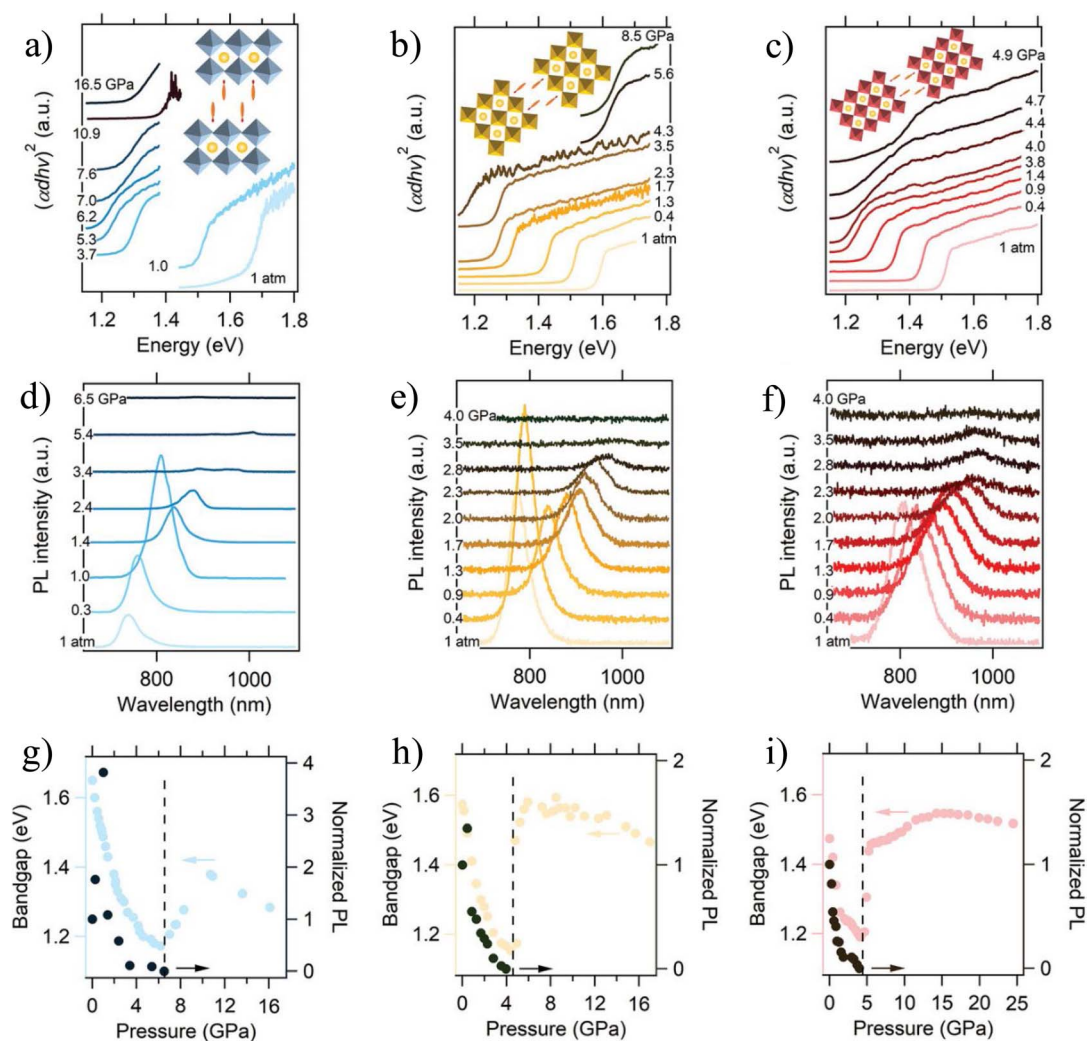 a)
(αdhν)² (a.u.)
16.5 GPa
10.9
7.6
7.0
6.2
5.3
3.7
1.0
1 atm
1.2 1.4 1.6 1.8
Energy (eV)
b)
(αdhν)² (a.u.)
8.5 GPa
5.6
4.3
3.5
2.3
1.7
1.3
0.4
1 atm
1.2 1.4 1.6 1.8
Energy (eV)
c)
(αdhν)² (a.u.)
4.9 GPa
4.7
4.4
4.0
3.8
1.4
0.9
0.4
1 atm
1.2 1.4 1.6 1.8
Energy (eV)
d)
PL intensity (a.u.)
6.5 GPa
5.4
3.4
2.4
1.4
1.0
0.3
1 atm
800 1000
Wavelength (nm)
e)
PL intensity (a.u.)
4.0 GPa
3.5
2.8
2.3
2.0
1.7
1.3
0.9
0.4
1 atm
800 1000
Wavelength (nm)
f)
PL intensity (a.u.)
4.0 GPa
3.5
2.8
2.3
2.0
1.7
1.3
0.9
0.4
1 atm
800 1000
Wavelength (nm)
g)
Bandgap (eV)
1.6
1.4
1.2
4
3
2
1
0
Normalized PL
0 4 8 12 16
Pressure (GPa)
h)
Bandgap (eV)
1.6
1.4
1.2
2
1
0
Normalized PL
0 4 8 12 16
Pressure (GPa)
i)
Bandgap (eV)
1.6
1.4
1.2
2
1
0
Normalized PL
0 5 10 15 20 25
Pressure (GPa)